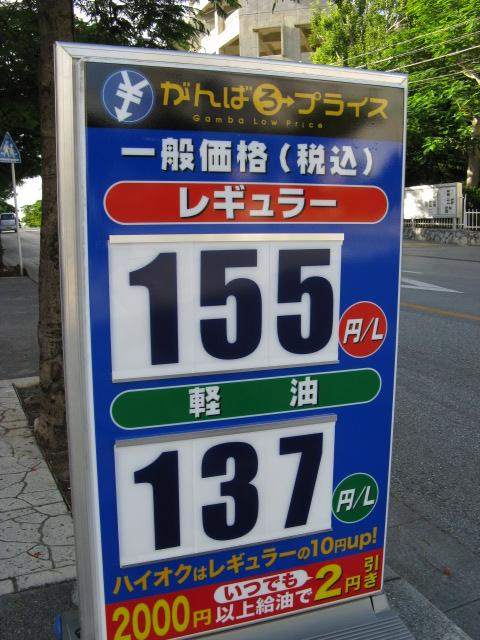 がんばろ→プライス
Gamba Low Price
一般価格(税込)
レギュラー
155
円/L
軽油
137
円/L
ハイオクはレギュラーの10円up!
2000円以上給油でいつでも2円引き